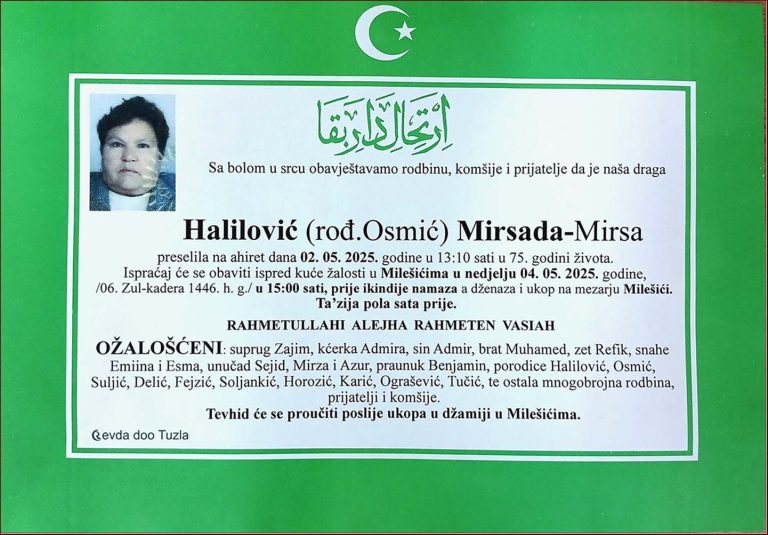 اِرْتِحَالِ دَارِ بَقَا
Sa bolom u srcu obavještavamo rodbinu, komšije i prijatelje da je naša draga
Halilović (rođ.Osmić) Mirsada-Mirsa
preselila na ahiret dana 02. 05. 2025. godine u 13:10 sati u 75. godini života.
Ispraćaj će se obaviti ispred kuće žalosti u Milešićima u nedjelju 04. 05. 2025. godine,
/06. Zul-kadera 1446. h. g./ u 15:00 sati, prije ikindije namaza a dženaza i ukop na mezarju Milešići.
Ta'zija pola sata prije.
RAHMETULLAHI ALEJHA RAHMETEN VASIAH
OŽALOŠĆENI: suprug Zajim, kćerka Admira, sin Admir, brat Muhamed, zet Refik, snahe
Emiina i Esma, unučad Sejid, Mirza i Azur, praunuk Benjamin, porodice Halilović, Osmić,
Suljić, Delić, Fejzić, Soljankić, Horozić, Karić, Ograšević, Tučić, te ostala mnogobrojna rodbina,
prijatelji i komšije.
Tevhid će se proučiti poslije ukopa u džamiji u Milešićima.
Cevda doo Tuzla